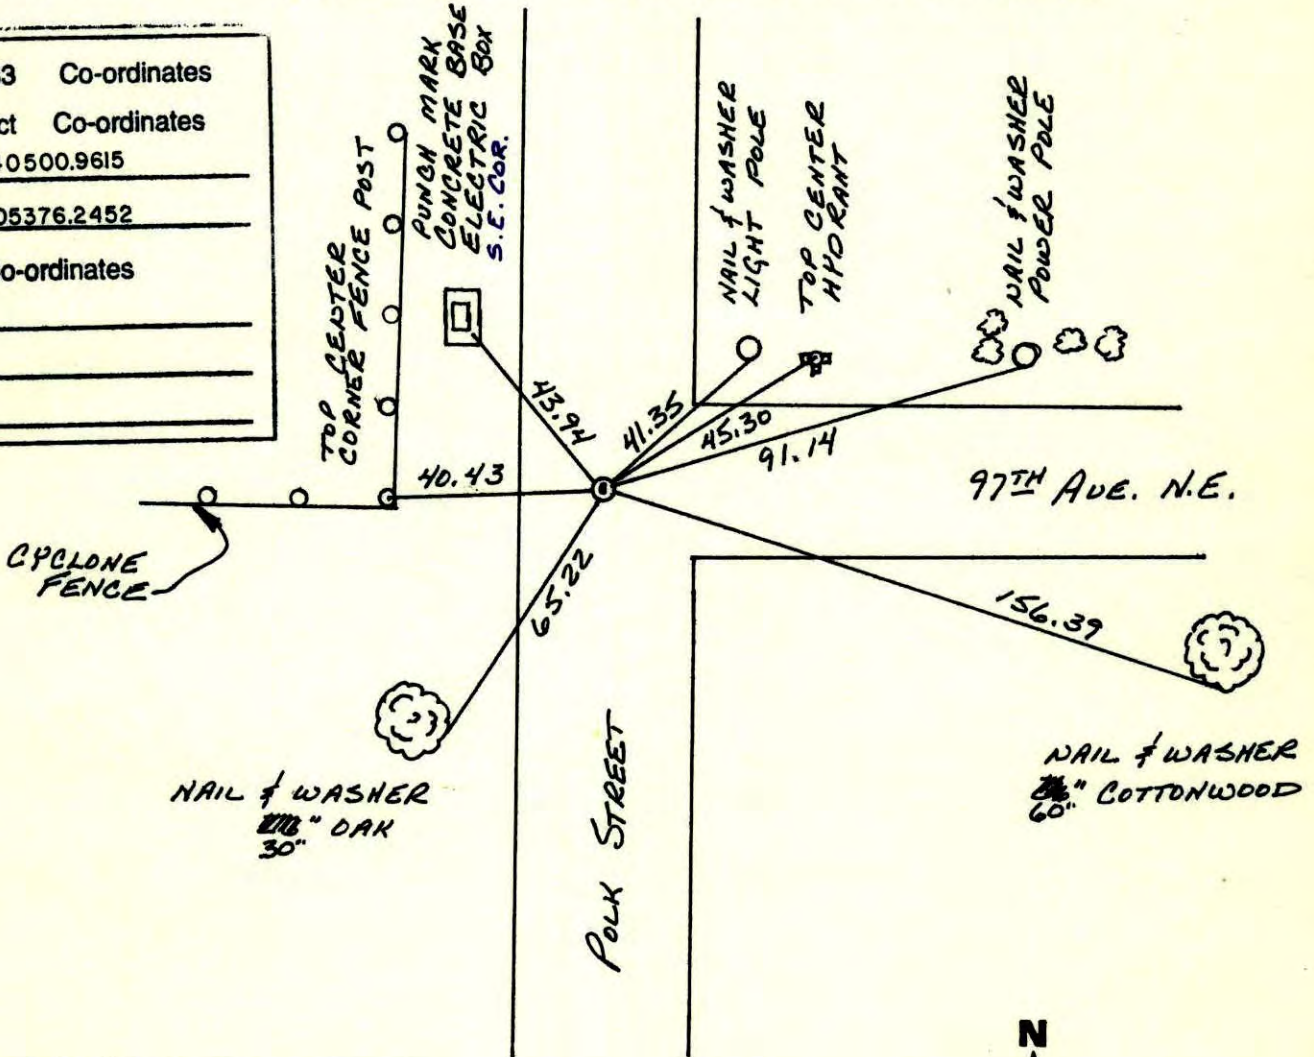 Co-ordinates
Co-ordinates
0500.9615
05376.2452
o-ordinates
TOP CENTER
CORNER FENCE POST
PUNCH MARK
CONCRETE BASE
ELECTRIC BOX
S.E. COR.
NAIL & WASHER
LIGHT POLE
TOP CENTER
HYDRANT
NAIL & WASHER
POWER POLE
43.94
41.35
45.30
91.14
40.43
97TH AVE. N.E.
CYCLONE
FENCE
65.22
156.39
NAIL & WASHER
" OAK
30"
NAIL & WASHER
" COTTONWOOD
60"
POLK STREET
N